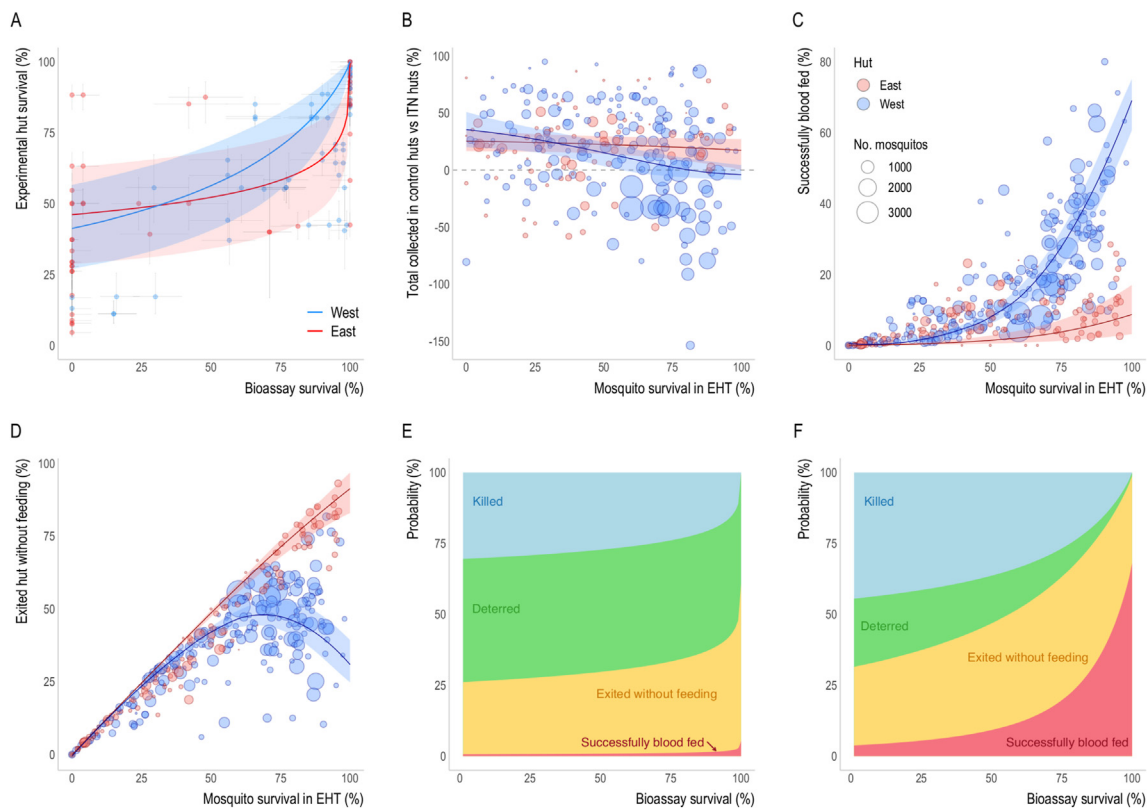 A
Experimental hut survival (%)
100
75
50
25
0
West
East
0
25
50
75
100
Bioassay survival (%)
B
Total collected in control huts vs ITN huts (%)
100
50
0
-50
-100
-150
0
25
50
75
100
Mosquito survival in EHT (%)
C
Successfully blood fed (%)
80
60
40
20
0
Hut
East
West
No. mosquitos
1000
2000
3000
0
25
50
75
100
Mosquito survival in EHT (%)
D
Exited hut without feeding (%)
100
75
50
25
0
0
25
50
75
100
Mosquito survival in EHT (%)
E
Probability (%)
100
75
50
25
0
Killed
Deterred
Exited without feeding
Successfully blood fed
0
25
50
75
100
Bioassay survival (%)
F
Probability (%)
100
75
50
25
0
Killed
Deterred
Exited without feeding
Successfully blood fed
0
25
50
75
100
Bioassay survival (%)